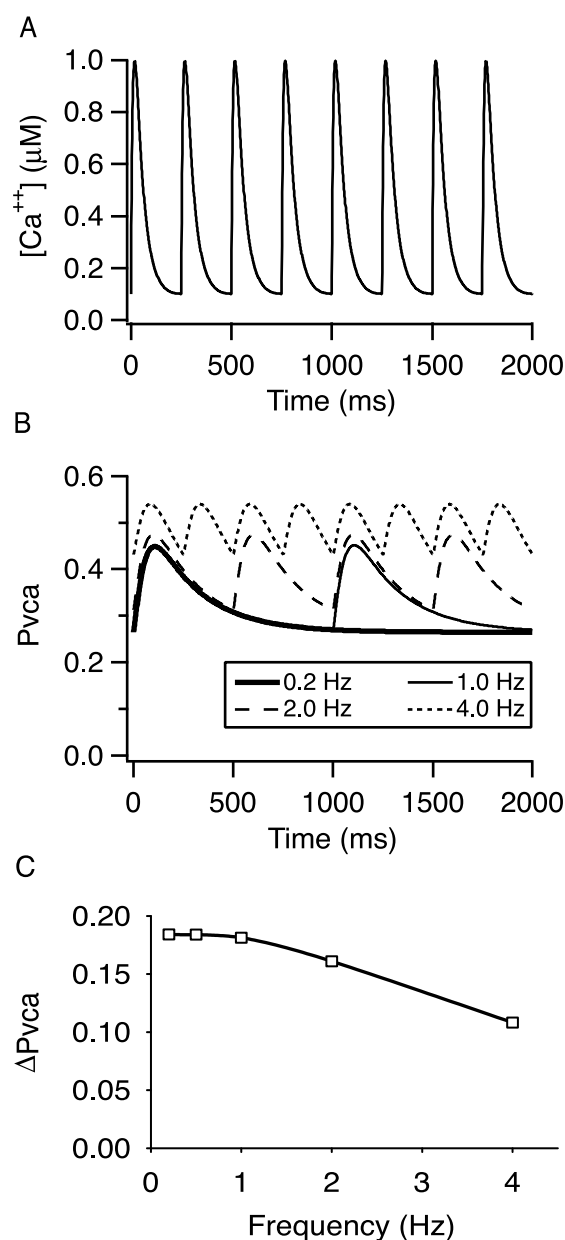 A
[Ca++] (μM)
1.0
0.8
0.6
0.4
0.2
0.0
0 500 1000 1500 2000
Time (ms)
B
Pvca
0.6
0.4
0.2
0.0
0.2 Hz 1.0 Hz
2.0 Hz 4.0 Hz
0 500 1000 1500 2000
Time (ms)
C
ΔPvca
0.20
0.15
0.10
0.05
0.00
0 1 2 3 4
Frequency (Hz)